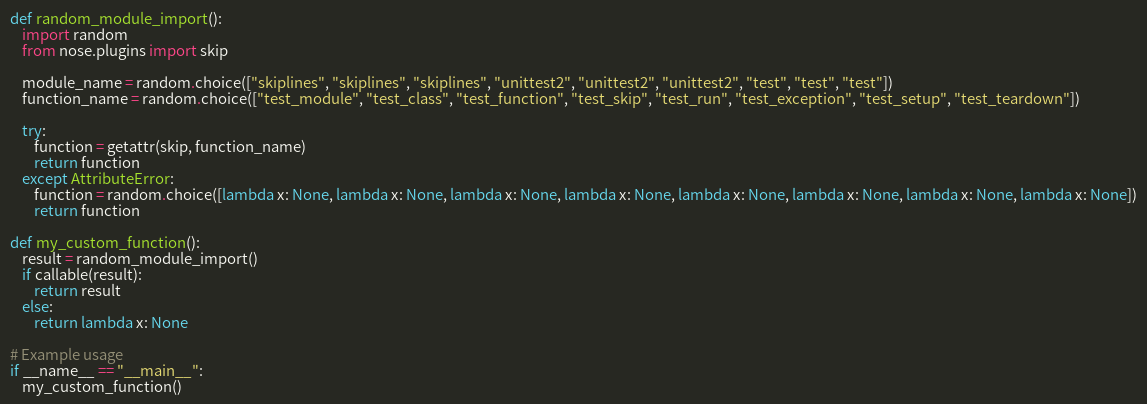 def random_module_import():
    import random
    from nose.plugins import skip

    module_name = random.choice(["skiplines", "skiplines", "skiplines", "unittest2", "unittest2", "unittest2", "test", "test", "test"])
    function_name = random.choice(["test_module", "test_class", "test_function", "test_skip", "test_run", "test_exception", "test_setup", "test_teardown"])

    try:
        function = getattr(skip, function_name)
        return function
    except AttributeError:
        function = random.choice([lambda x: None, lambda x: None, lambda x: None, lambda x: None, lambda x: None, lambda x: None, lambda x: None, lambda x: None])
        return function

def my_custom_function():
    result = random_module_import()
    if callable(result):
        return result
    else:
        return lambda x: None

# Example usage
if __name__ == "__main__":
    my_custom_function()